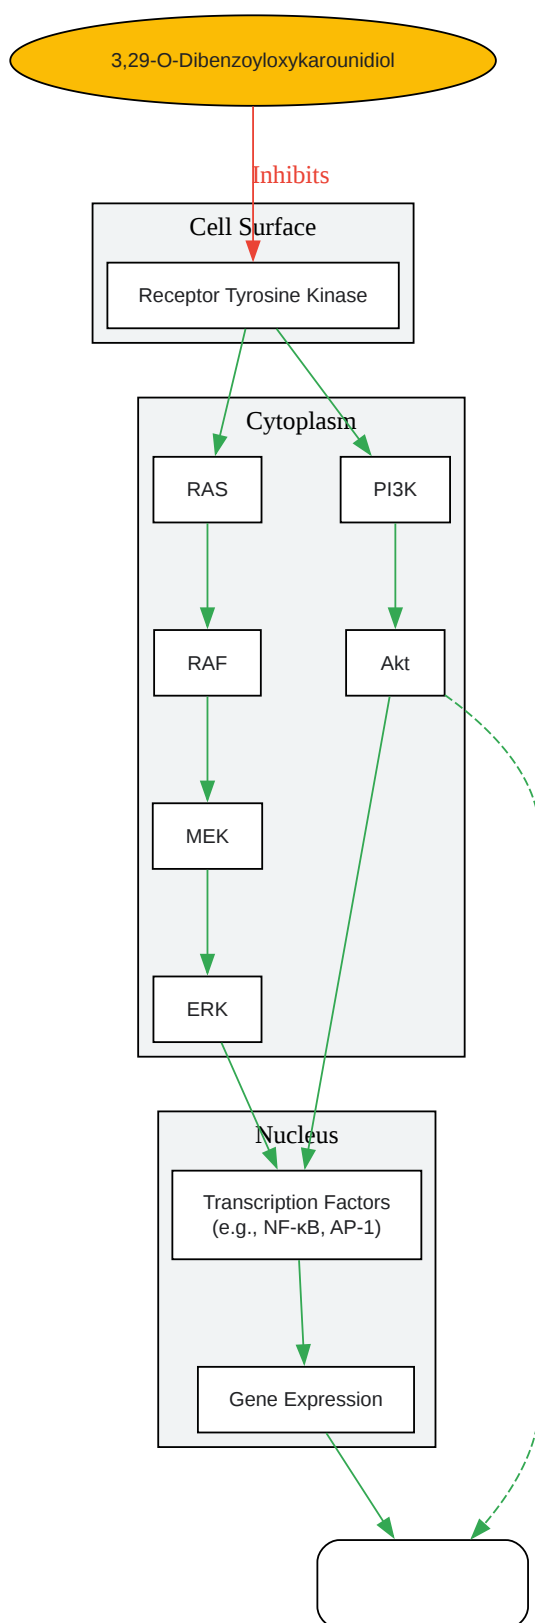 3,29-O-Dibenzoyloxykarounidiol
Inhibits
Cell Surface
Receptor Tyrosine Kinase
Cytoplasm
RAS
PI3K
RAF
Akt
MEK
ERK
Nucleus
Transcription Factors
(e.g., NF-κB, AP-1)
Gene Expression